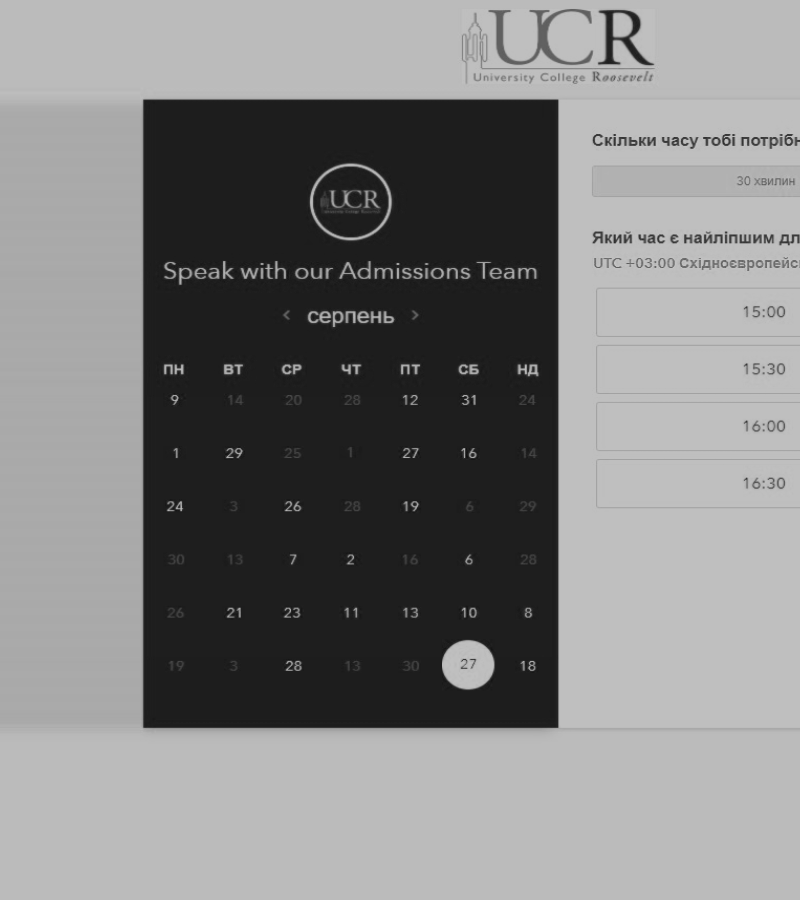 UCR
University College Roosevelt
UCR
Speak with our Admissions Team
< серпень >
ПН ВТ СР ЧТ ПТ СБ НД
9 14 20 28 12 31 24
1 29 25 1 27 16 14
24 3 26 28 19 6 29
30 13 7 2 16 6 28
26 21 23 11 13 10 8
19 3 28 13 30 27 18
Скільки часу тобі потрібн
30 хвилин
Який час є найліпшим дл
UTC +03:00 Східноєвропейс
15:00
15:30
16:00
16:30